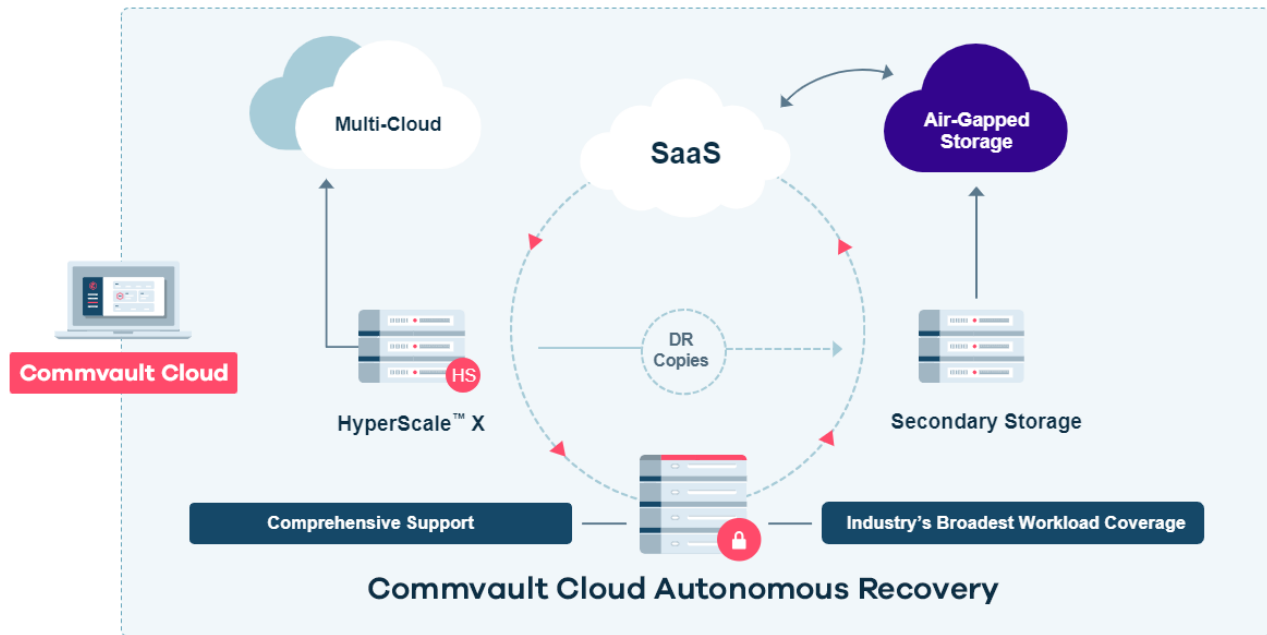 Multi-Cloud
SaaS
Air-Gapped
Storage
Commvault Cloud
HS
HyperScale™ X
DR
Copies
Secondary Storage
Comprehensive Support
Industry’s Broadest Workload Coverage
Commvault Cloud Autonomous Recovery